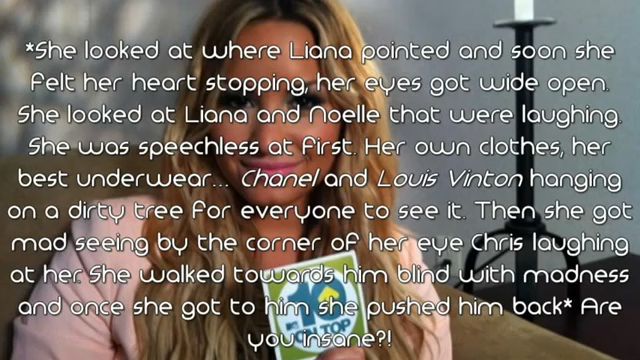 *She looked at where Liana pointed and soon she
felt her heart stopping, her eyes got wide open.
She looked at Liana and Noelle that were laughing.
She was speechless at first. Her own clothes, her
best underwear... Chanel and Louis Vinton hanging
on a dirty tree for everyone to see it. Then she got
mad seeing by the corner of her eye Chris laughing
at her. She walked towards him blind with madness
and once she got to him she pushed him back* Are
you insane?!
10
ON TOP